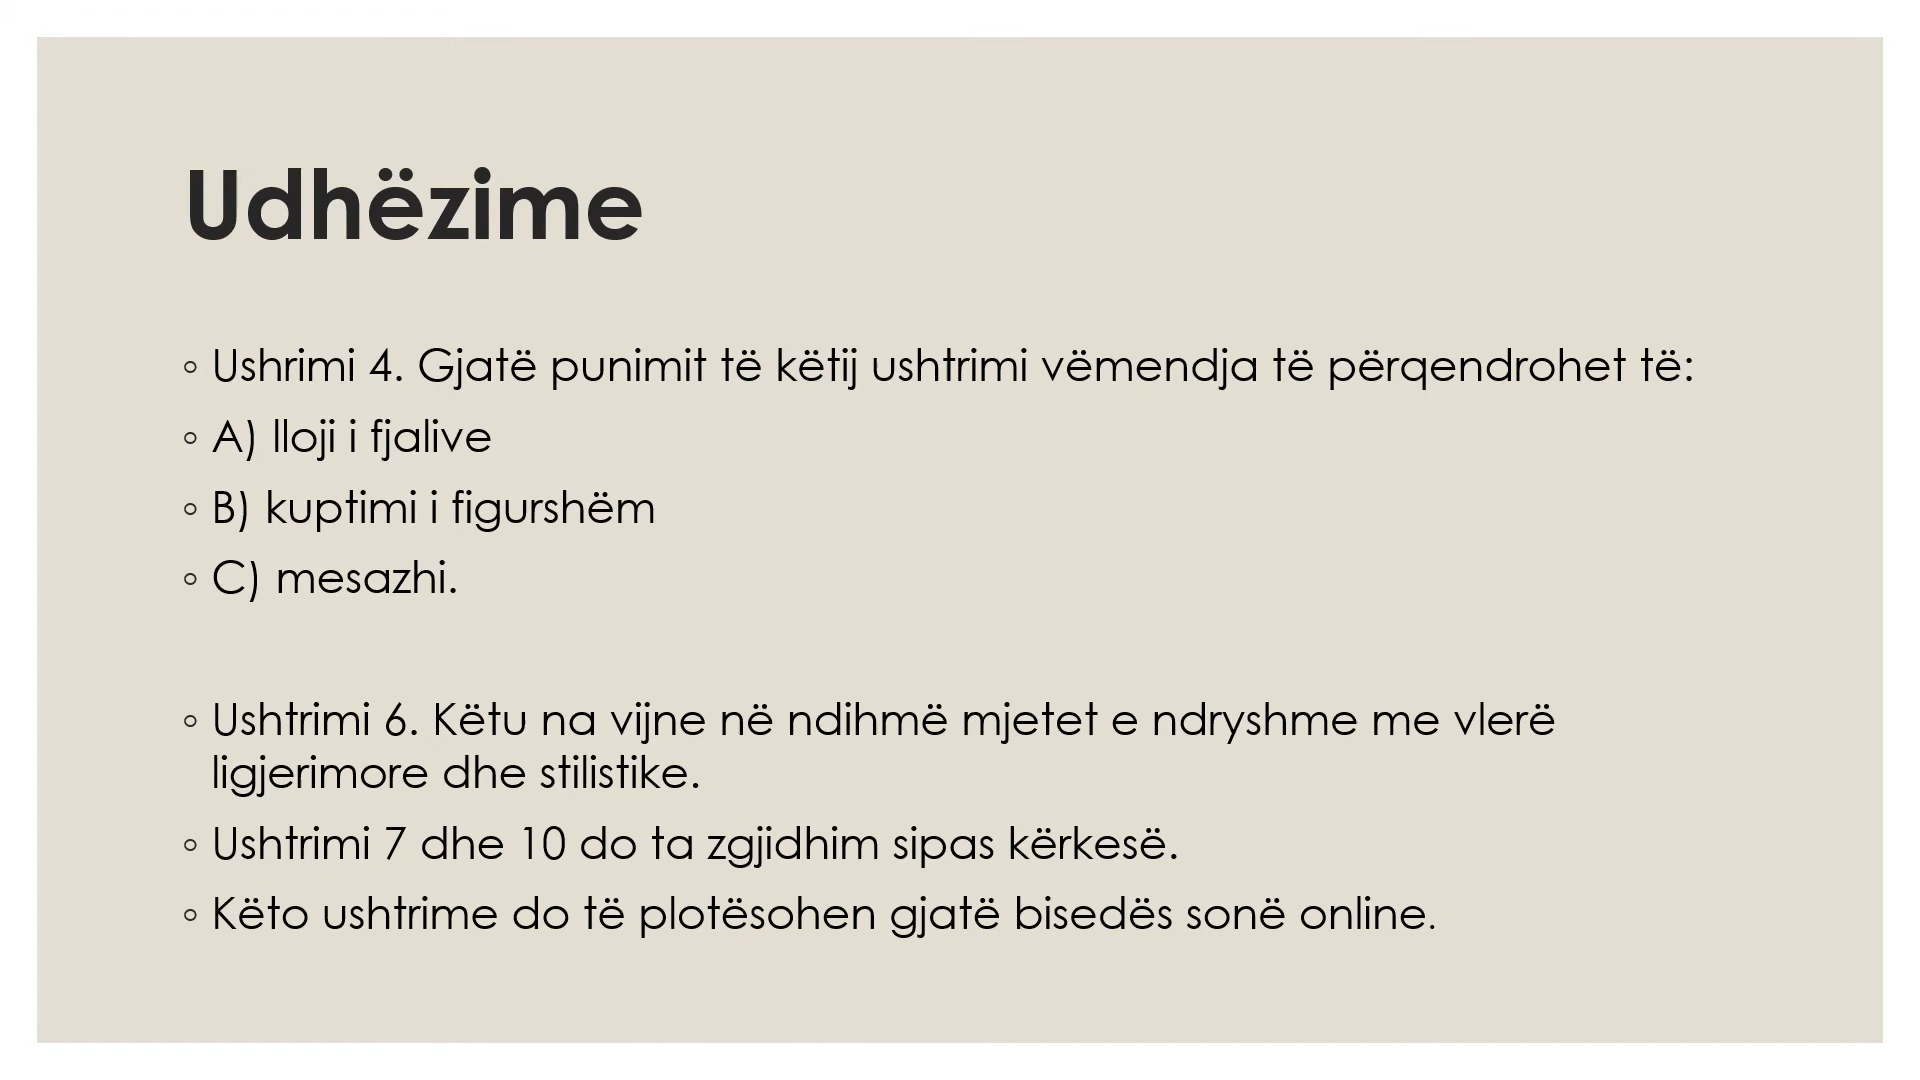 Udhëzime
◦ Ushrimi 4. Gjatë punimit të këtij ushtrimi vëmendja të përqendrohet të:
◦ A) lloji i fjalive
◦ B) kuptimi i figurshëm
◦ C) mesazhi.
◦ Ushtrimi 6. Këtu na vijne në ndihmë mjetet e ndryshme me vlerë
ligjerimore dhe stilistike.
◦ Ushtrimi 7 dhe 10 do ta zgjidhim sipas kërkesë.
◦ Këto ushtrime do të plotësohen gjatë bisedës sonë online.